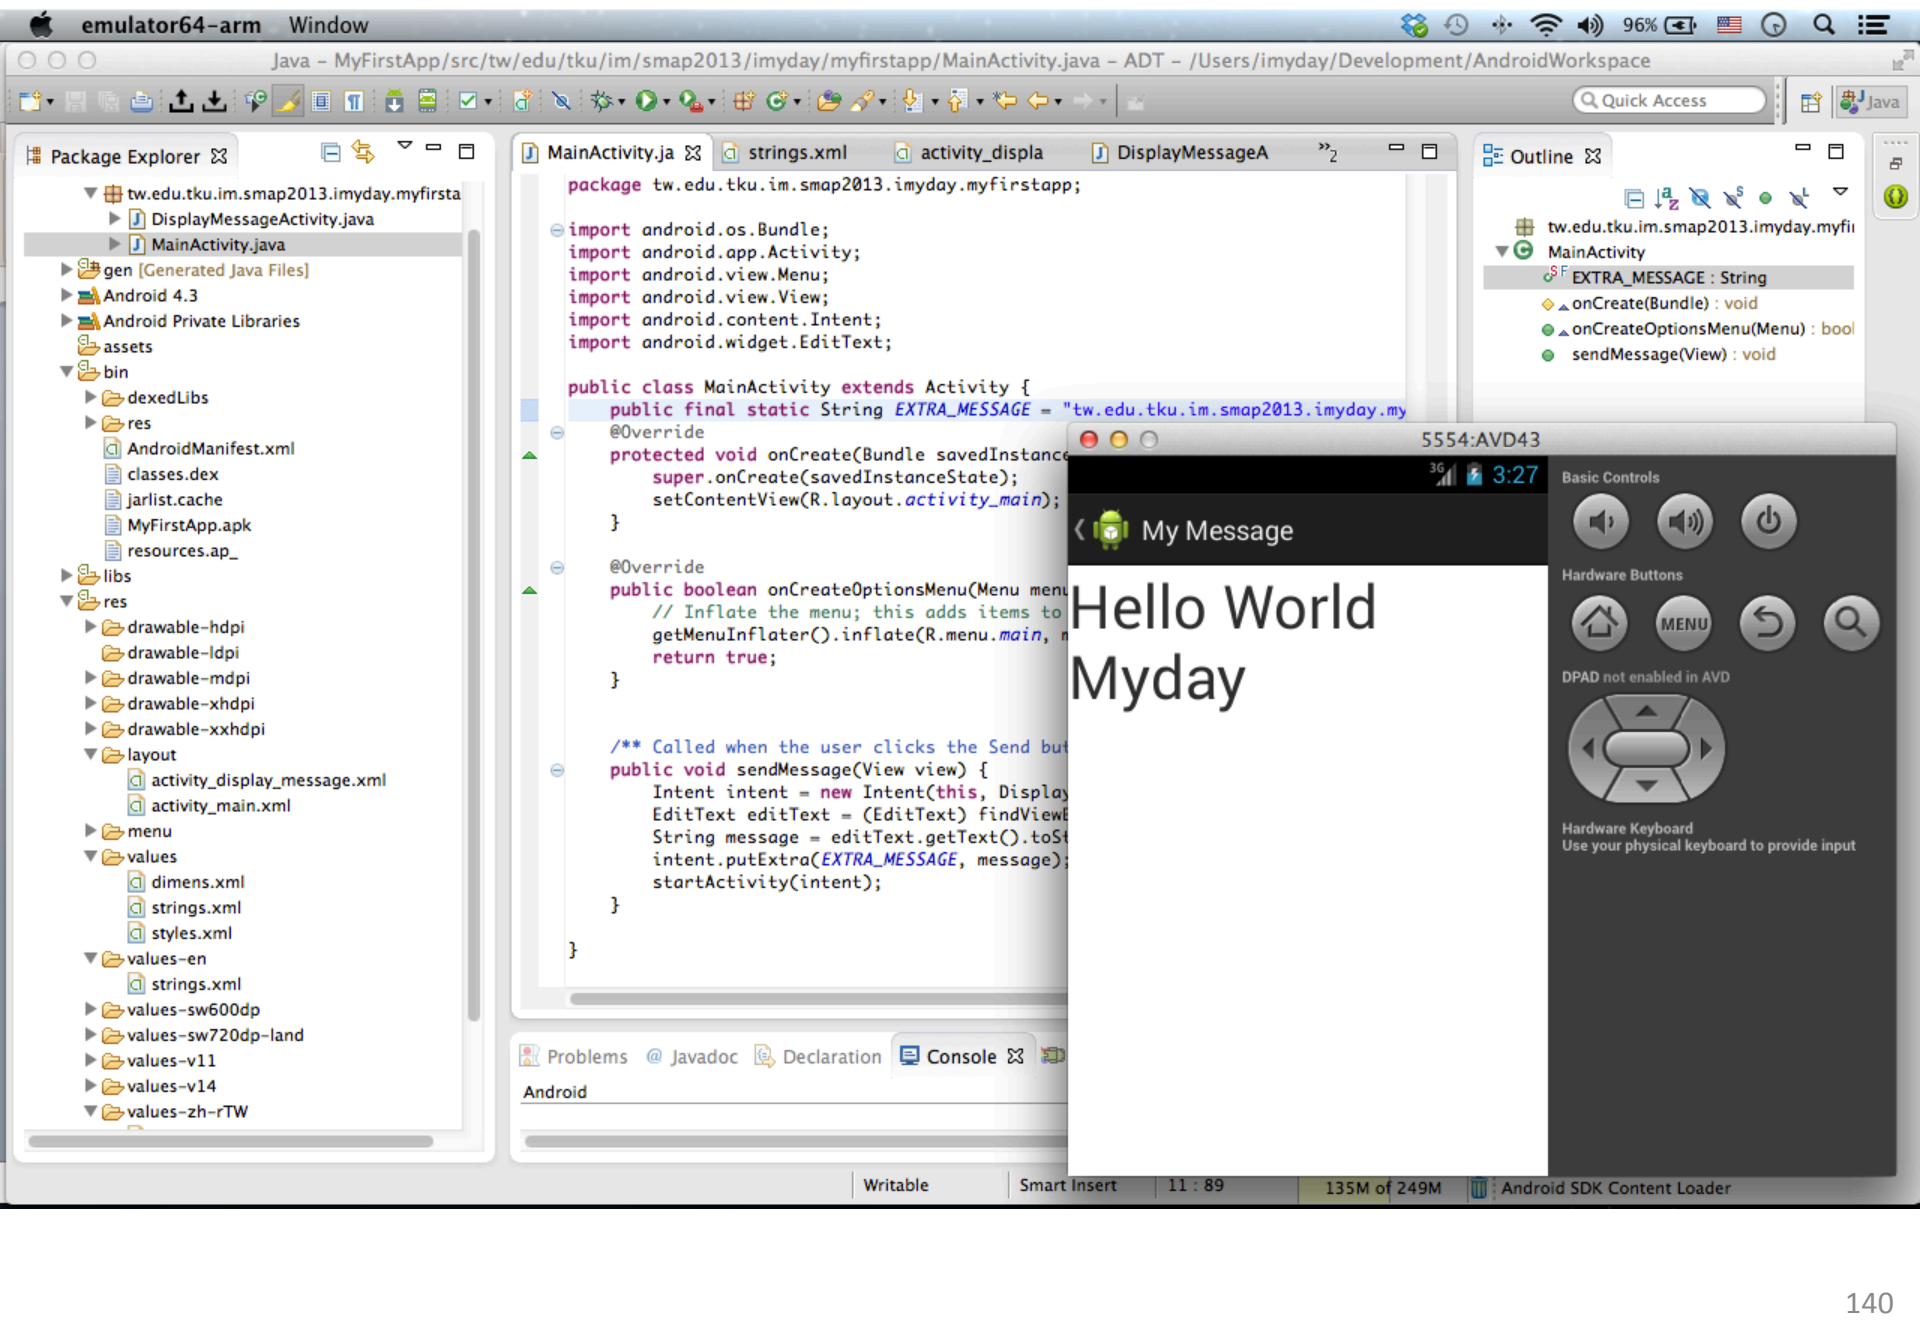 emulator64-arm Window 96%
Java – MyFirstApp/src/tw/edu/tku/im/smap2013/imyday/myfirstapp/MainActivity.java – ADT – /Users/imyday/Development/AndroidWorkspace
Quick Access Java
Package Explorer
tw.edu.tku.im.smap2013.imyday.myfirsta
DisplayMessageActivity.java
MainActivity.java
gen [Generated Java Files]
Android 4.3
Android Private Libraries
assets
bin
dexedLibs
res
AndroidManifest.xml
classes.dex
jarlist.cache
MyFirstApp.apk
resources.ap_
libs
res
drawable-hdpi
drawable-ldpi
drawable-mdpi
drawable-xhdpi
drawable-xxhdpi
layout
activity_display_message.xml
activity_main.xml
menu
values
dimens.xml
strings.xml
styles.xml
values-en
strings.xml
values-sw600dp
values-sw720dp-land
values-v11
values-v14
values-zh-rTW
MainActivity.ja strings.xml activity_displa DisplayMessageA »2
package tw.edu.tku.im.smap2013.imyday.myfirstapp;
import android.os.Bundle;
import android.app.Activity;
import android.view.Menu;
import android.view.View;
import android.content.Intent;
import android.widget.EditText;
public class MainActivity extends Activity {
public final static String EXTRA_MESSAGE = "tw.edu.tku.im.smap2013.imyday.my
@Override
protected void onCreate(Bundle savedInstance
super.onCreate(savedInstanceState);
setContentView(R.layout.activity_main);
}
@Override
public boolean onCreateOptionsMenu(Menu menu
// Inflate the menu; this adds items to
getMenuInflater().inflate(R.menu.main, m
return true;
}
/** Called when the user clicks the Send but
public void sendMessage(View view) {
Intent intent = new Intent(this, Display
EditText editText = (EditText) findViewB
String message = editText.getText().toSt
intent.putExtra(EXTRA_MESSAGE, message);
startActivity(intent);
}
}
Problems @ Javadoc Declaration Console
Android
Outline
tw.edu.tku.im.smap2013.imyday.myfi
MainActivity
EXTRA_MESSAGE : String
onCreate(Bundle) : void
onCreateOptionsMenu(Menu) : bool
sendMessage(View) : void
5554:AVD43
3G 3:27
My Message
Hello World
Myday
Basic Controls
Hardware Buttons
MENU
DPAD not enabled in AVD
Hardware Keyboard
Use your physical keyboard to provide input
Writable Smart Insert 11 : 89 135M of 249M Android SDK Content Loader
140